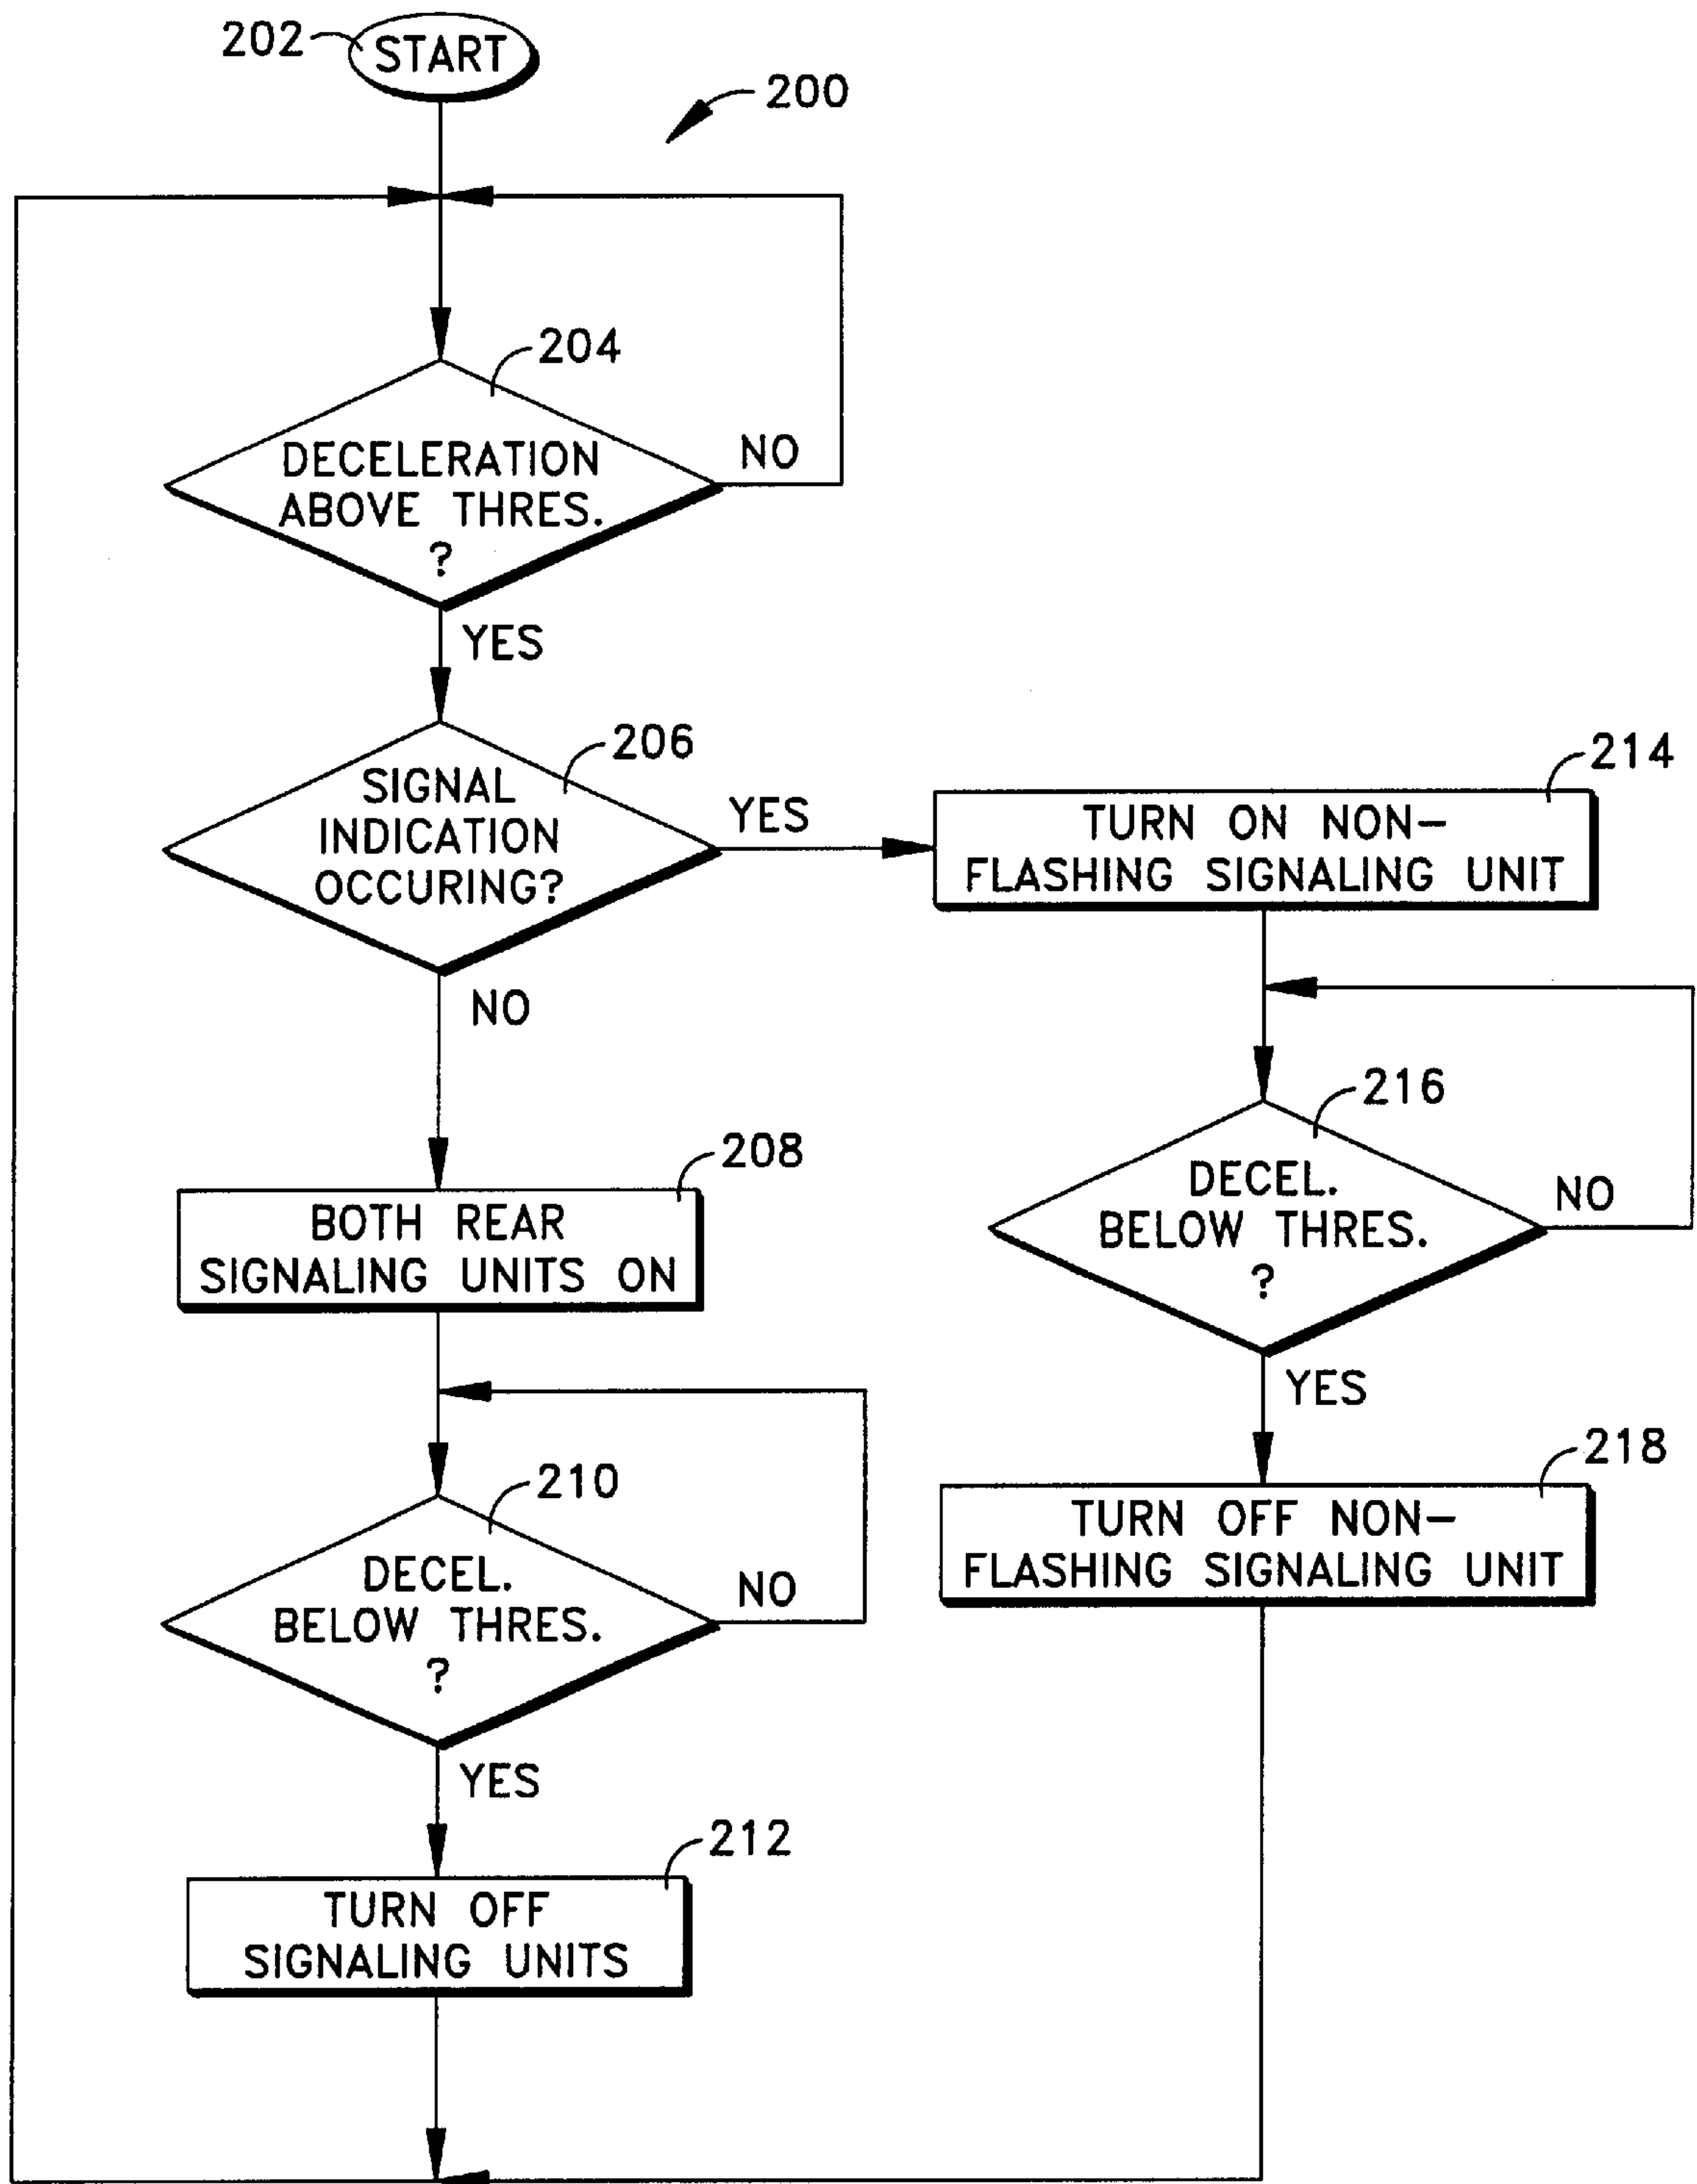 202
START
200
204
DECELERATION
ABOVE THRES.
?
NO
YES
206
SIGNAL
INDICATION
OCCURING?
YES
NO
214
TURN ON NON-
FLASHING SIGNALING UNIT
216
DECEL.
BELOW THRES.
?
NO
YES
208
BOTH REAR
SIGNALING UNITS ON
210
DECEL.
BELOW THRES.
?
NO
YES
218
TURN OFF NON-
FLASHING SIGNALING UNIT
212
TURN OFF
SIGNALING UNITS